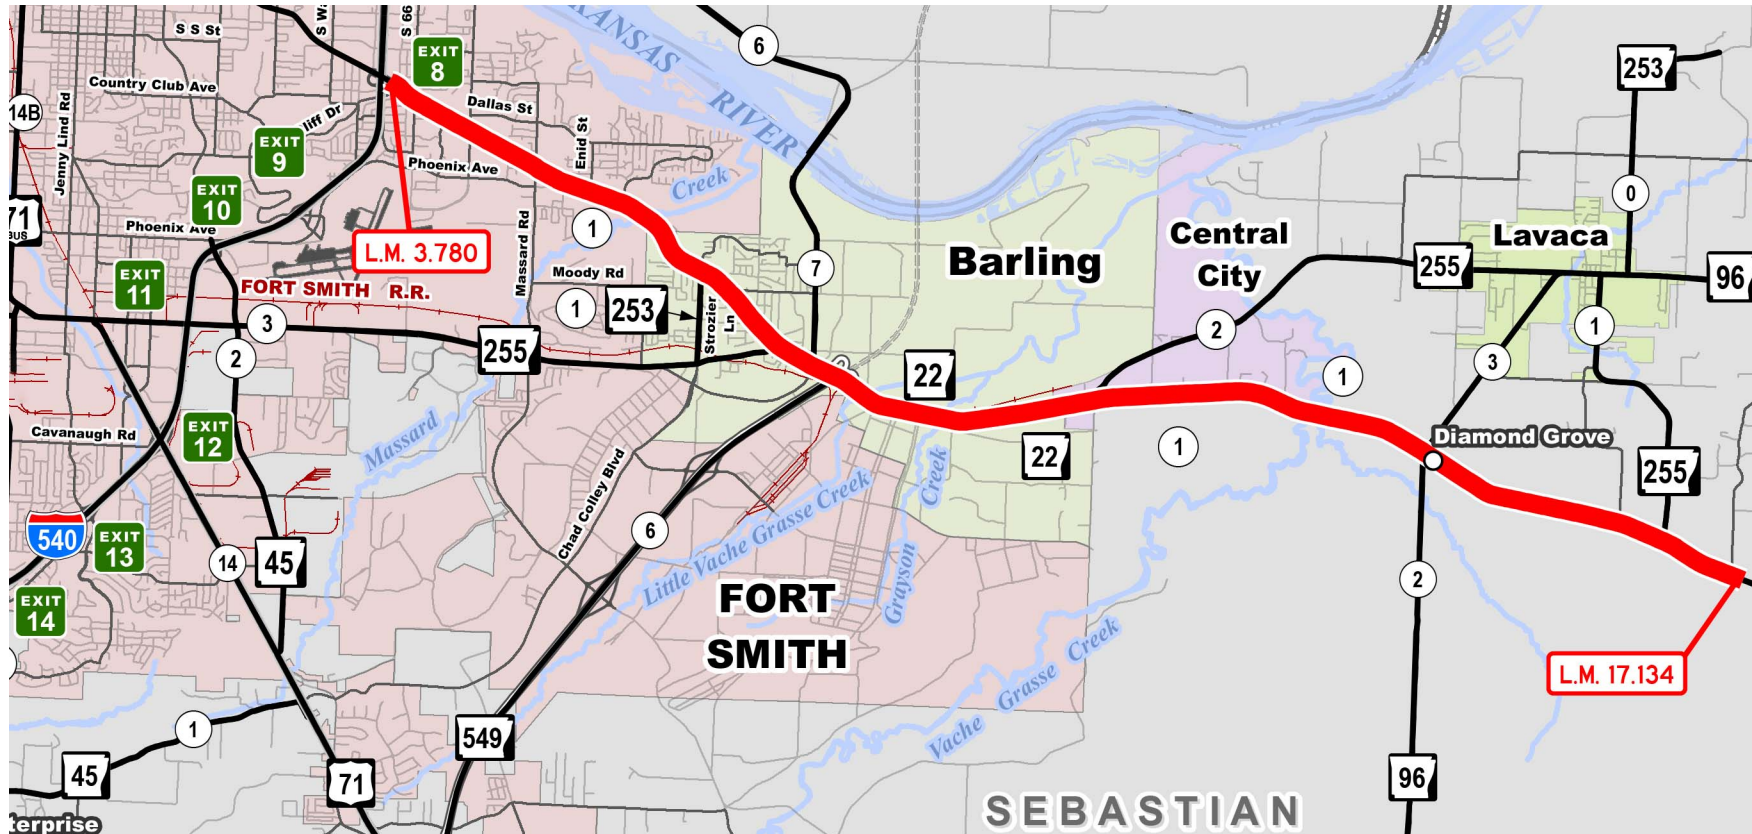 S S St
S 66
EXIT
8
KANSAS
RIVER
6
253
Country Club Ave
14B
Jenny Lind Rd
liff Dr
Dallas St
Enid St
EXIT
9
Phoenix Ave
Creek
EXIT
10
0
71
BUS
Phoenix Ave
1
L.M. 3.780
Massard Rd
Barling
Central
City
Lavaca
255
96
7
Moody Rd
EXIT
11
FORT SMITH R.R.
1
253
Strozier
Ln
3
2
255
2
1
3
1
22
22
1
Diamond Grove
255
Cavanaugh Rd
EXIT
12
Massard
Chad Colley Blvd
6
Little Vache Grasse Creek
Creek
Grayson
540
EXIT
13
14
45
2
FORT
SMITH
EXIT
14
Vache Grasse Creek
L.M. 17.134
1
549
45
71
96
SEBASTIAN
terprise